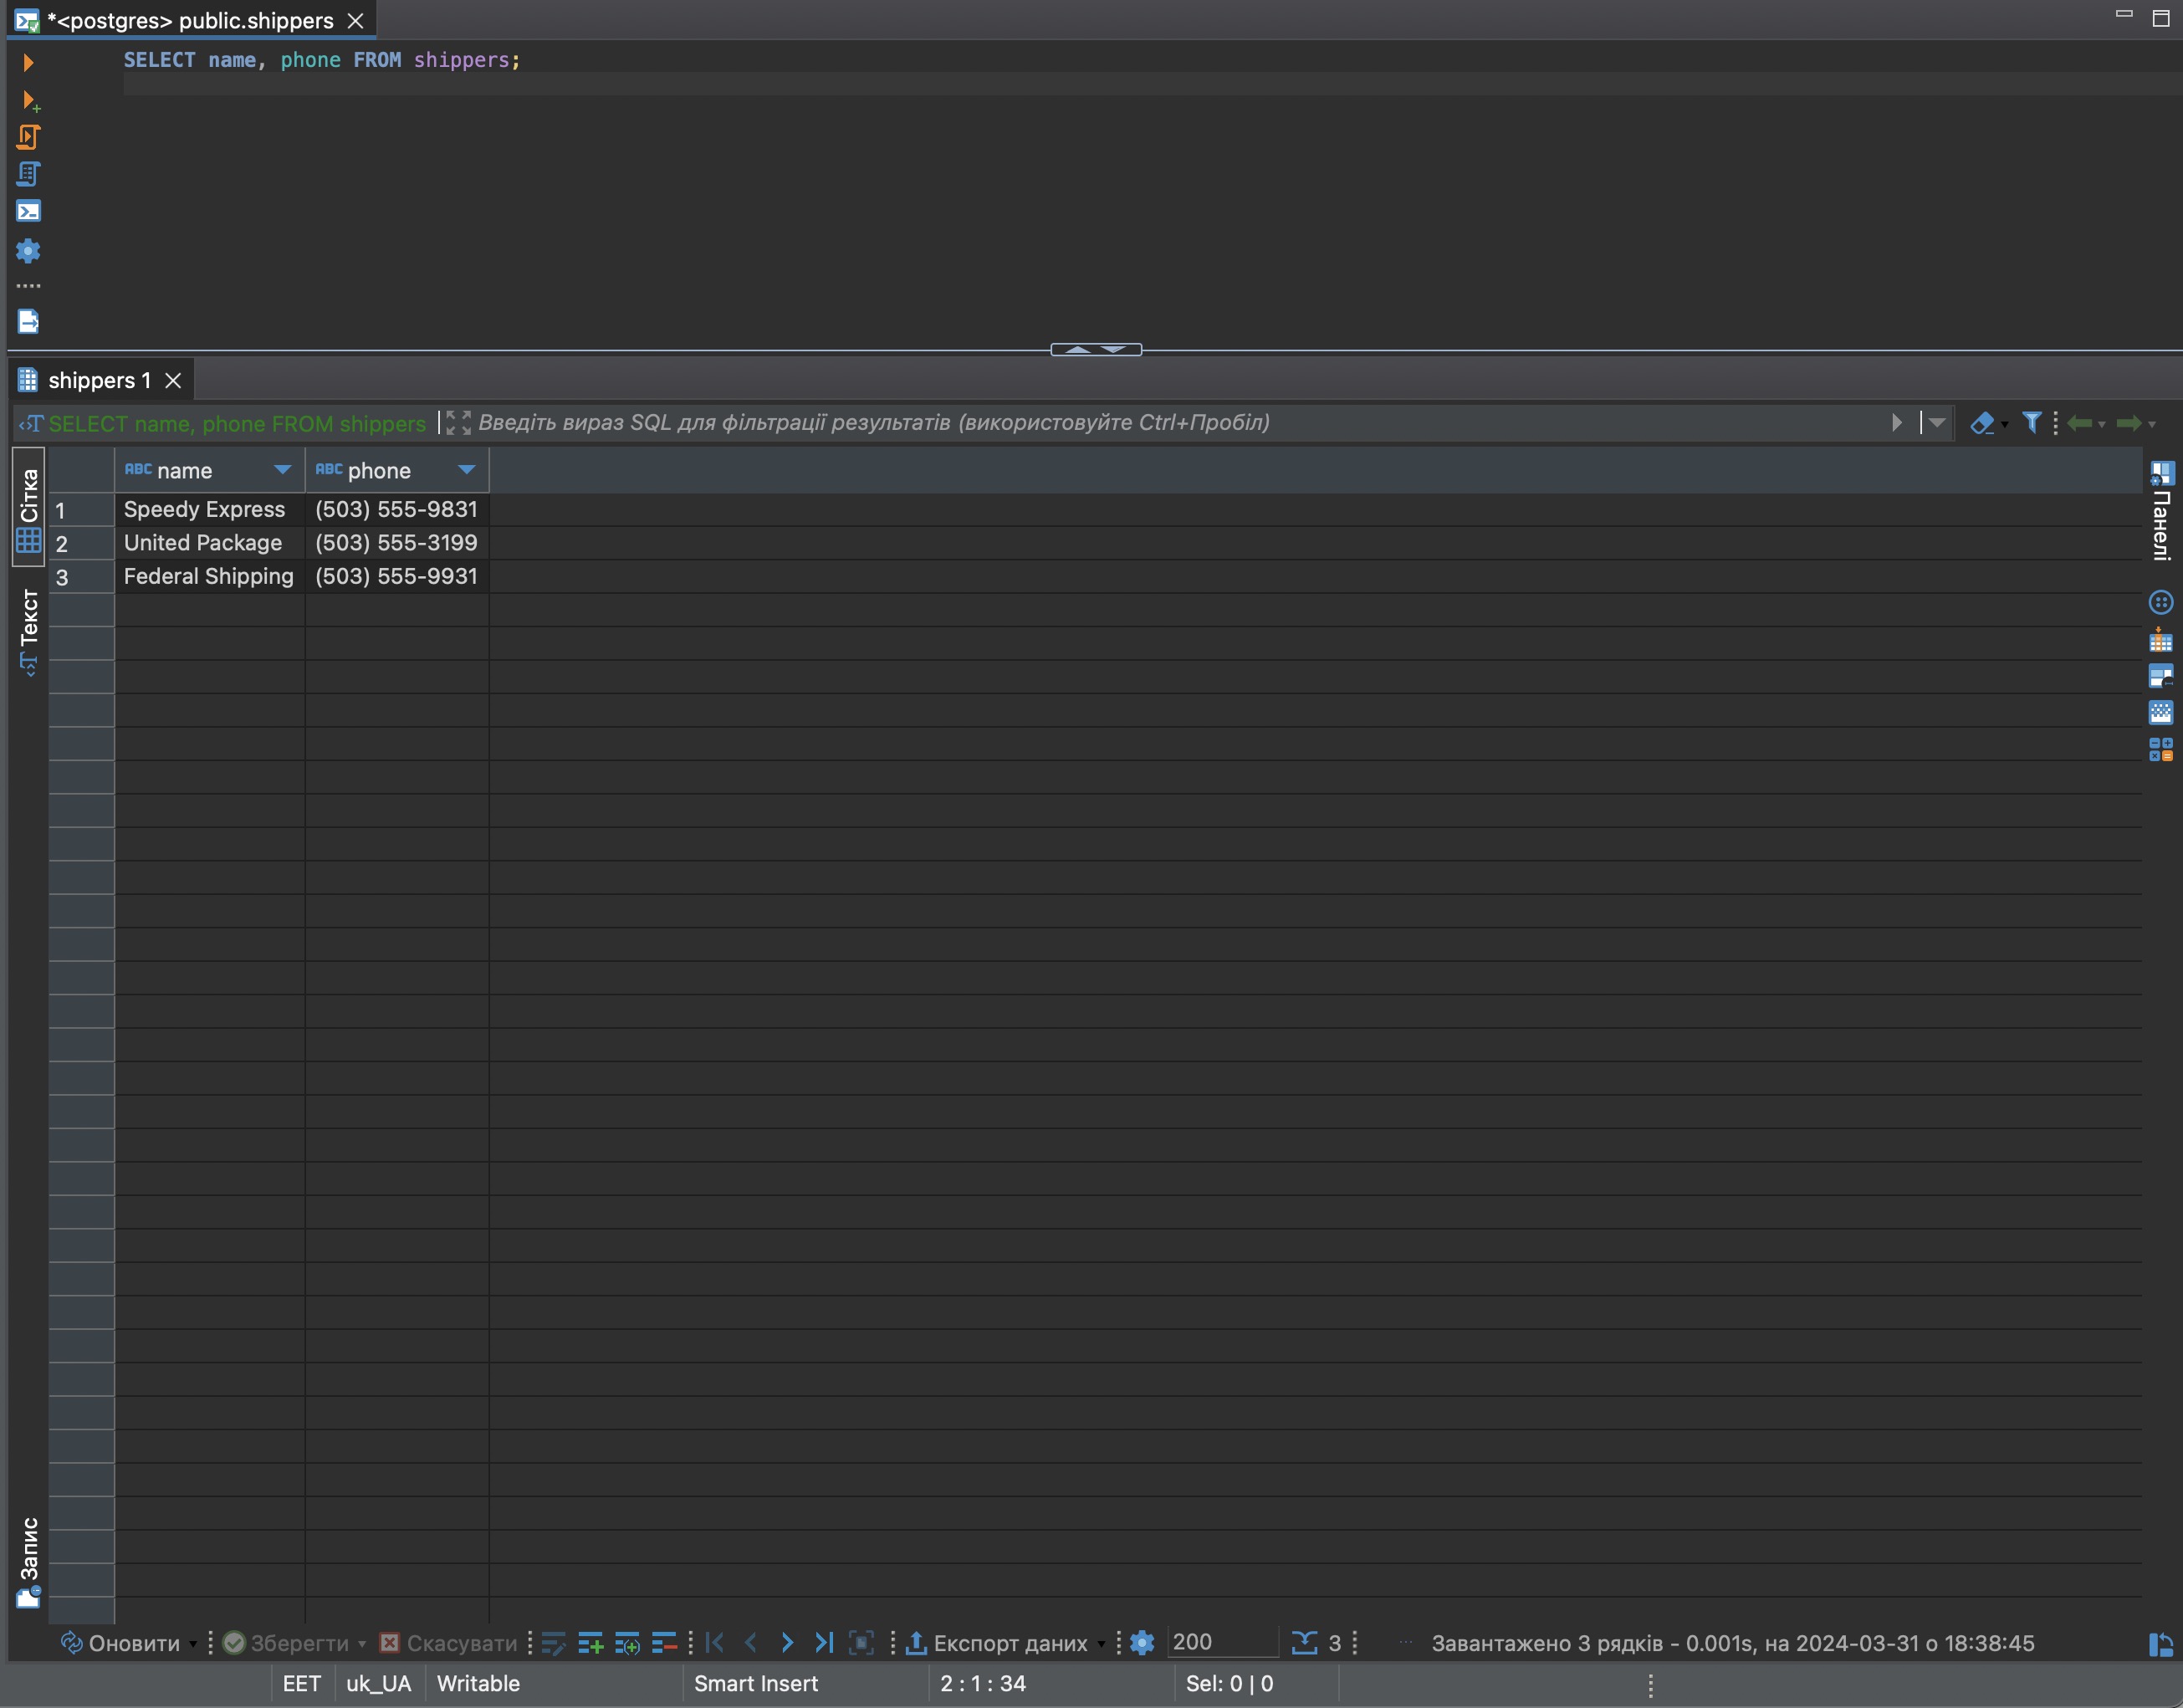 *<postgres> public.shippers
SELECT name, phone FROM shippers;
shippers 1
SELECT name, phone FROM shippers
Введіть вираз SQL для фільтрації результатів (використовуйте Ctrl+Пробіл)
Сітка
Текст
Запис
Панелі
ABC name ABC phone
1 Speedy Express (503) 555-9831
2 United Package (503) 555-3199
3 Federal Shipping (503) 555-9931
Оновити Зберегти Скасувати Експорт даних 200 3 Завантажено 3 рядків - 0.001s, на 2024-03-31 о 18:38:45
EET uk_UA Writable Smart Insert 2 : 1 : 34 Sel: 0 | 0